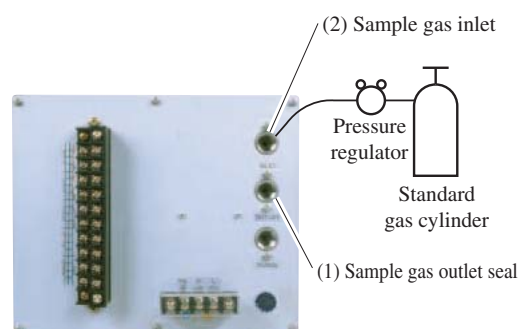 (2) Sample gas inlet
Pressure
regulator
Standard
gas cylinder
(1) Sample gas outlet seal